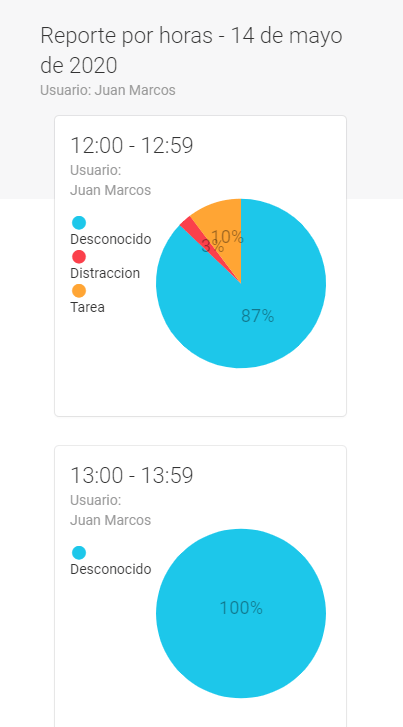 Reporte por horas - 14 de mayo
de 2020
Usuario: Juan Marcos
12:00 - 12:59
Usuario:
Juan Marcos
Desconocido
Distraccion
Tarea
10%
3%
87%
13:00 - 13:59
Usuario:
Juan Marcos
Desconocido
100%